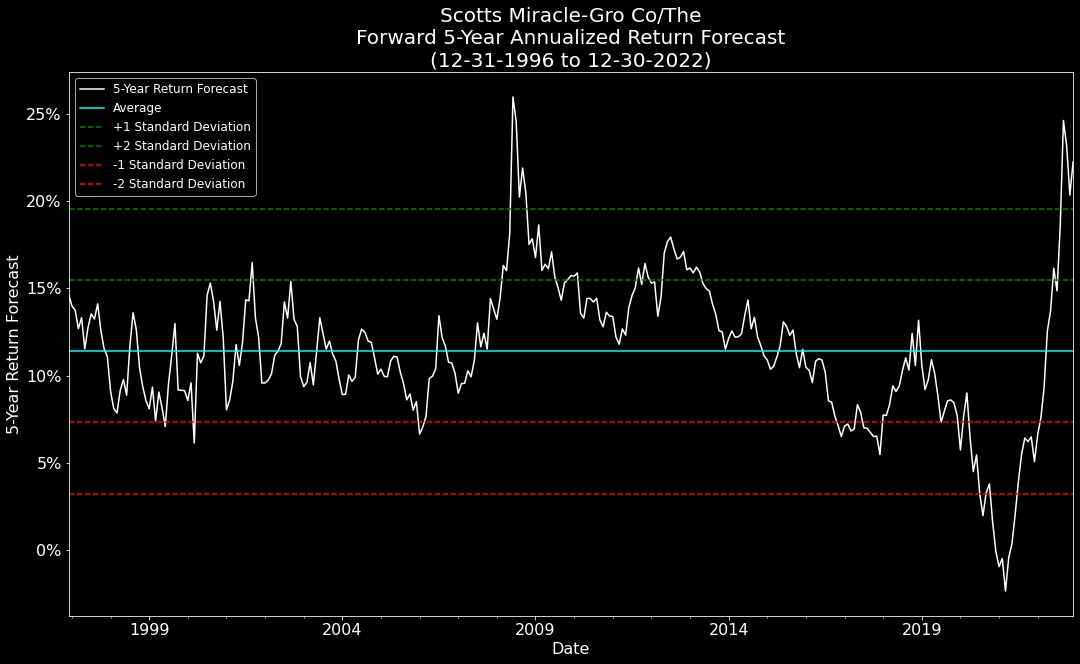 Scotts Miracle-Gro Co/The
Forward 5-Year Annualized Return Forecast
(12-31-1996 to 12-30-2022)
5-Year Return Forecast
Average
+1 Standard Deviation
+2 Standard Deviation
-1 Standard Deviation
-2 Standard Deviation
25%
20%
15%
10%
5%
0%
5-Year Return Forecast
1999 2004 2009 2014 2019
Date